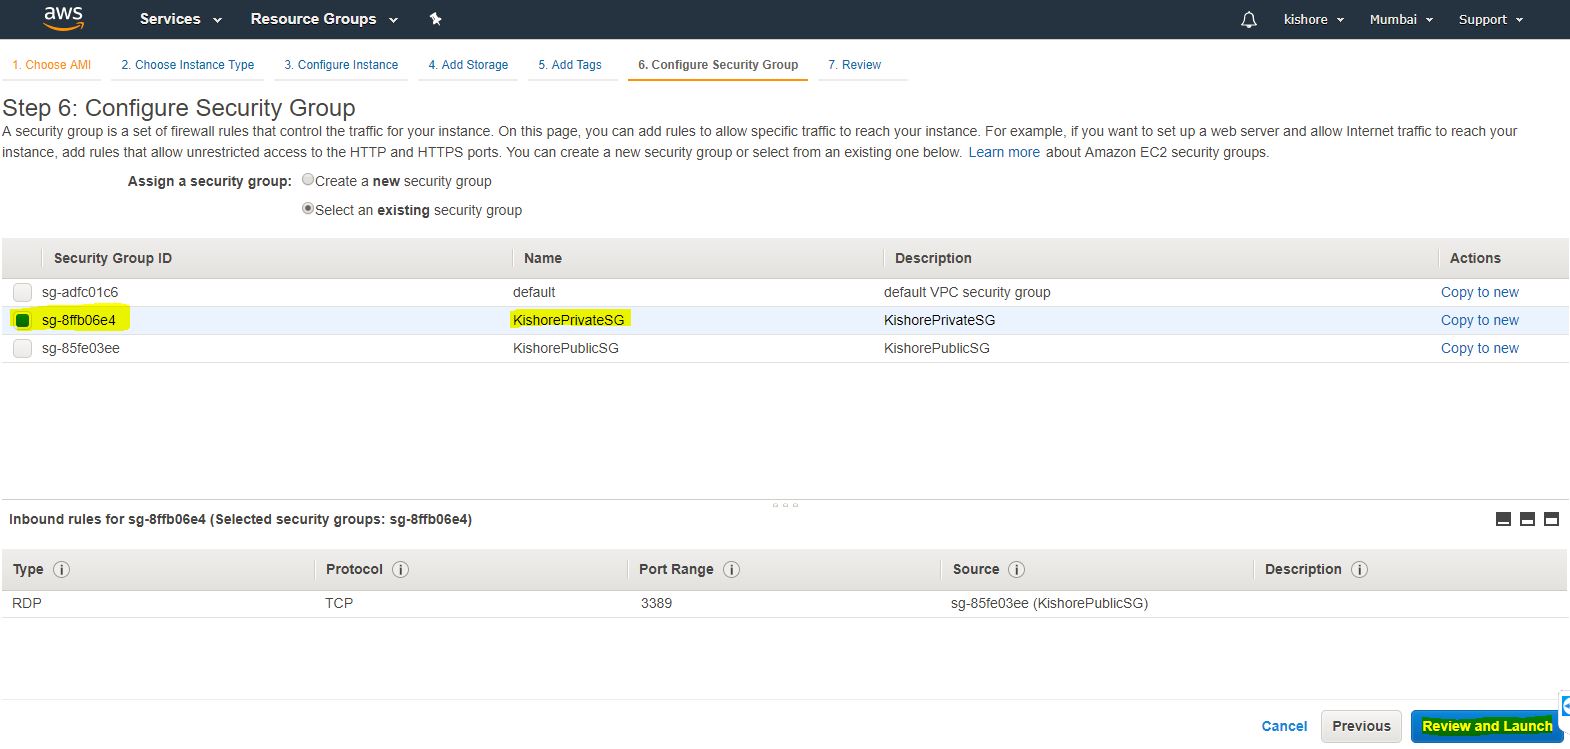 aws Services Resource Groups kishore Mumbai Support
1. Choose AMI 2. Choose Instance Type 3. Configure Instance 4. Add Storage 5. Add Tags 6. Configure Security Group 7. Review
Step 6: Configure Security Group
A security group is a set of firewall rules that control the traffic for your instance. On this page, you can add rules to allow specific traffic to reach your instance. For example, if you want to set up a web server and allow Internet traffic to reach your
instance, add rules that allow unrestricted access to the HTTP and HTTPS ports. You can create a new security group or select from an existing one below. Learn more about Amazon EC2 security groups.
Assign a security group: Create a new security group
Select an existing security group
Security Group ID Name Description Actions
sg-adfc01c6 default default VPC security group Copy to new
sg-8ffb06e4 KishorePrivateSG KishorePrivateSG Copy to new
sg-85fe03ee KishorePublicSG KishorePublicSG Copy to new
Inbound rules for sg-8ffb06e4 (Selected security groups: sg-8ffb06e4)
Type i Protocol i Port Range i Source i Description i
RDP TCP 3389 sg-85fe03ee (KishorePublicSG)
Cancel Previous Review and Launch